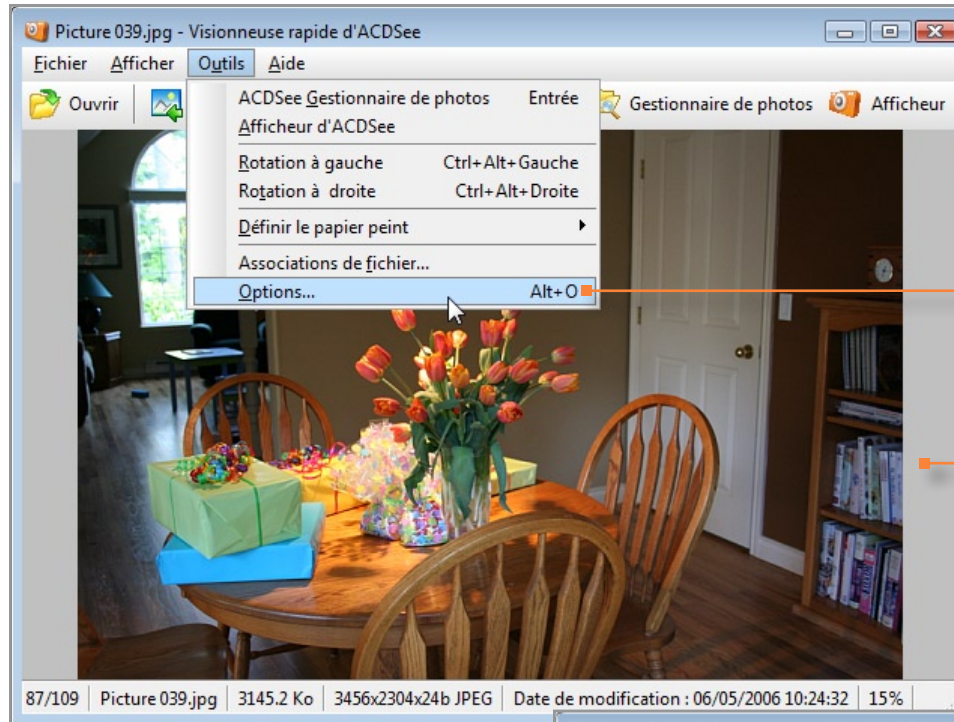 Picture 039.jpg - Visionneuse rapide d'ACDSee
Fichier Afficher Outils Aide
Ouvrir Gestionnaire de photos Afficheur
ACDSee Gestionnaire de photos Entrée
Afficheur d'ACDSee
Rotation à gauche Ctrl+Alt+Gauche
Rotation à droite Ctrl+Alt+Droite
Définir le papier peint
Associations de fichier...
Options... Alt+O
87/109 Picture 039.jpg 3145.2 Ko 3456x2304x24b JPEG Date de modification : 06/05/2006 10:24:32 15%